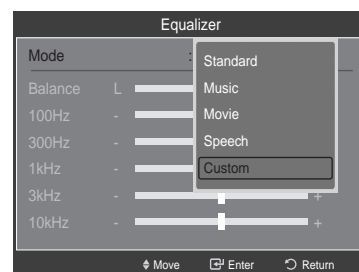 Equalizer
Mode :
Standard
Music
Movie
Speech
Custom
Balance L
100Hz -
300Hz -
1kHz -
3kHz - +
10kHz - +
Move Enter Return